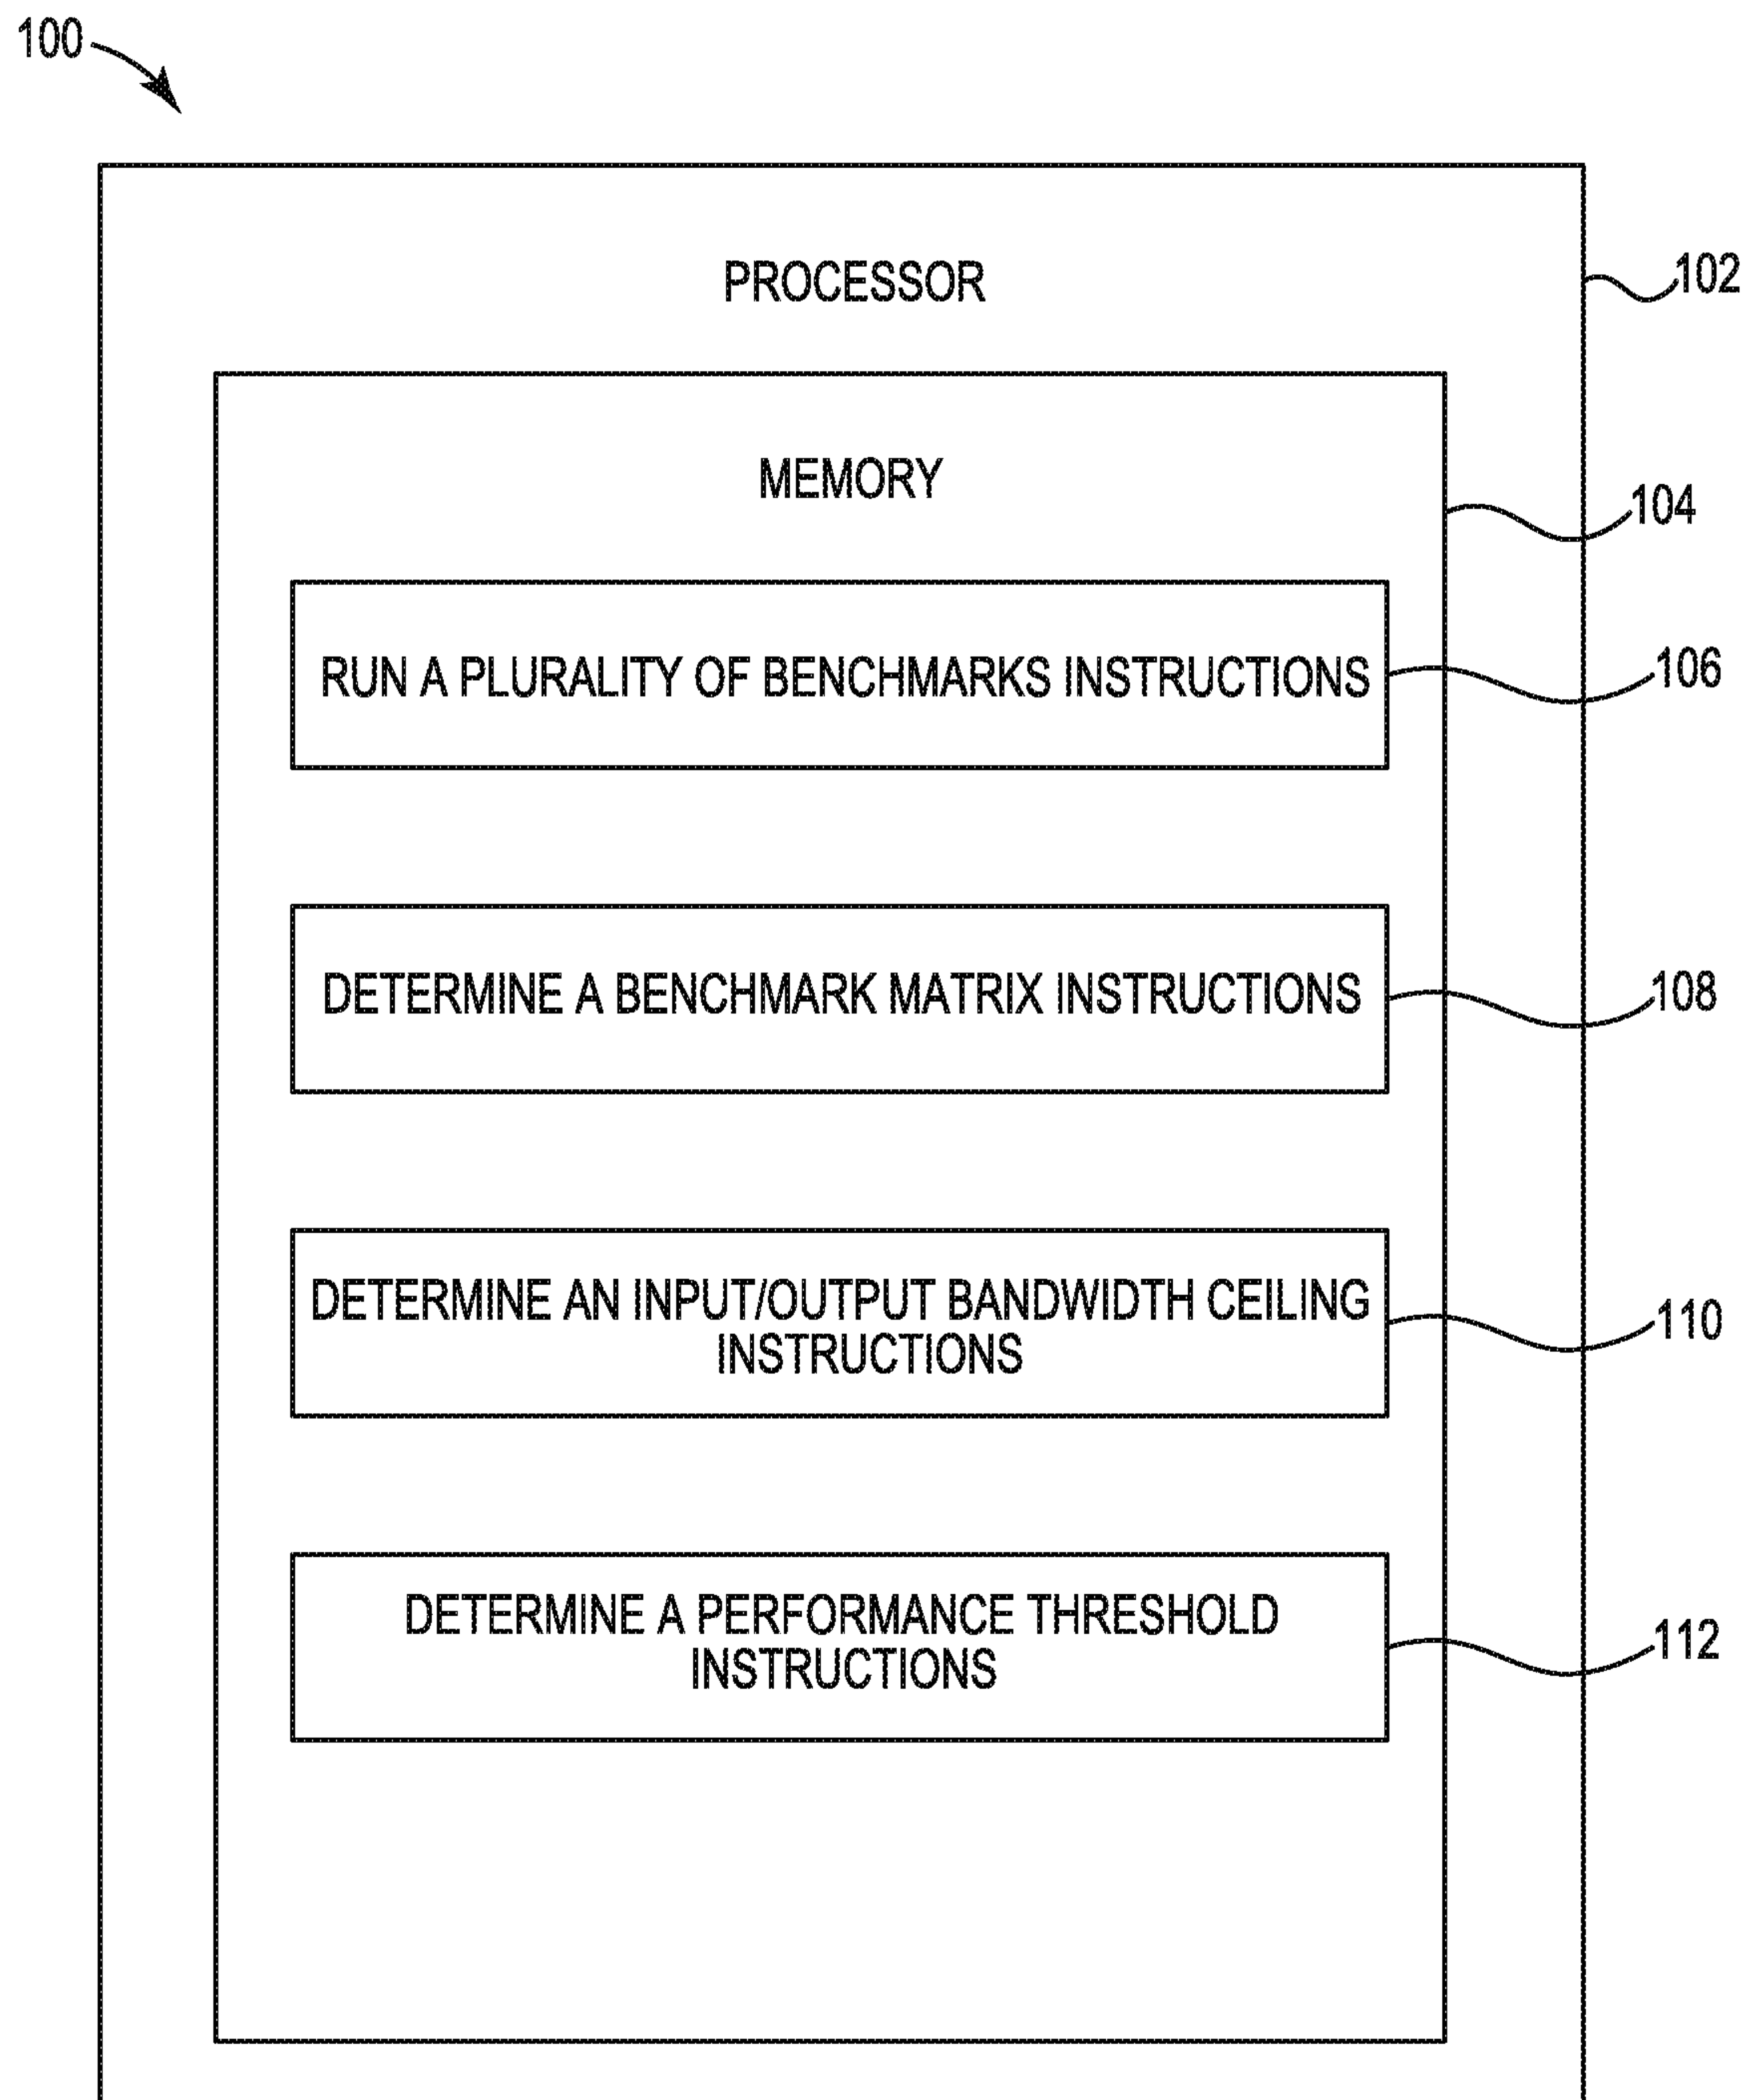 100
PROCESSOR
102
MEMORY
104
RUN A PLURALITY OF BENCHMARKS INSTRUCTIONS
106
DETERMINE A BENCHMARK MATRIX INSTRUCTIONS
108
DETERMINE AN INPUT/OUTPUT BANDWIDTH CEILING
INSTRUCTIONS
110
DETERMINE A PERFORMANCE THRESHOLD
INSTRUCTIONS
112